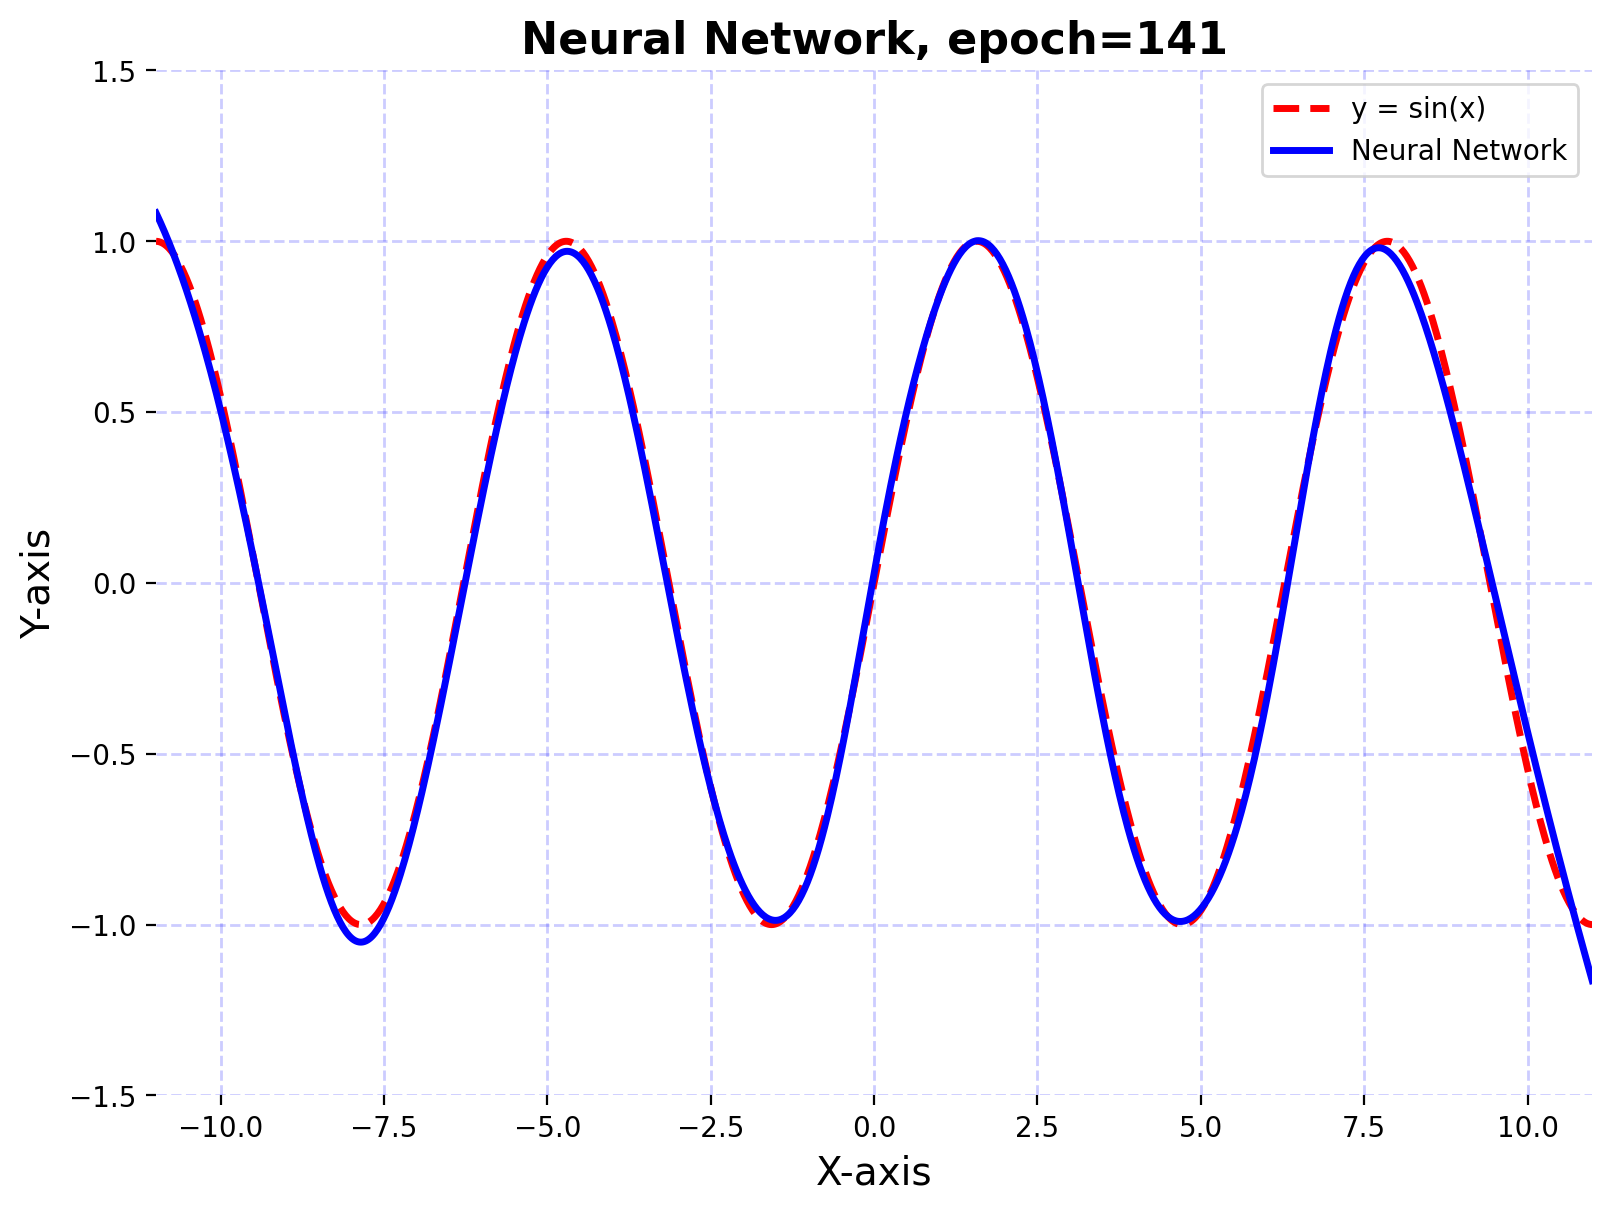 Neural Network, epoch=141
1.5
y = sin(x)
Neural Network
1.0
0.5
0.0
−0.5
−1.0
−1.5
Y-axis
−10.0 −7.5 −5.0 −2.5 0.0 2.5 5.0 7.5 10.0
X-axis